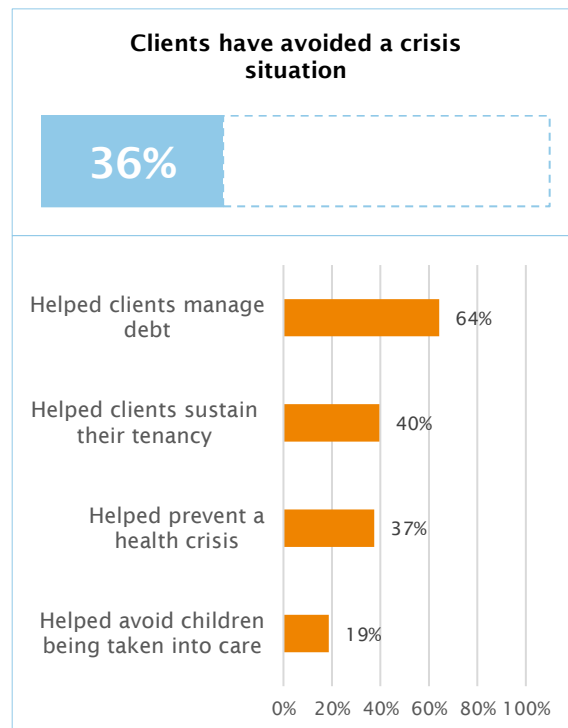 Clients have avoided a crisis
situation
36%
Helped clients manage
debt
64%
Helped clients sustain
their tenancy
40%
Helped prevent a
health crisis
37%
Helped avoid children
being taken into care
19%
0% 20% 40% 60% 80% 100%